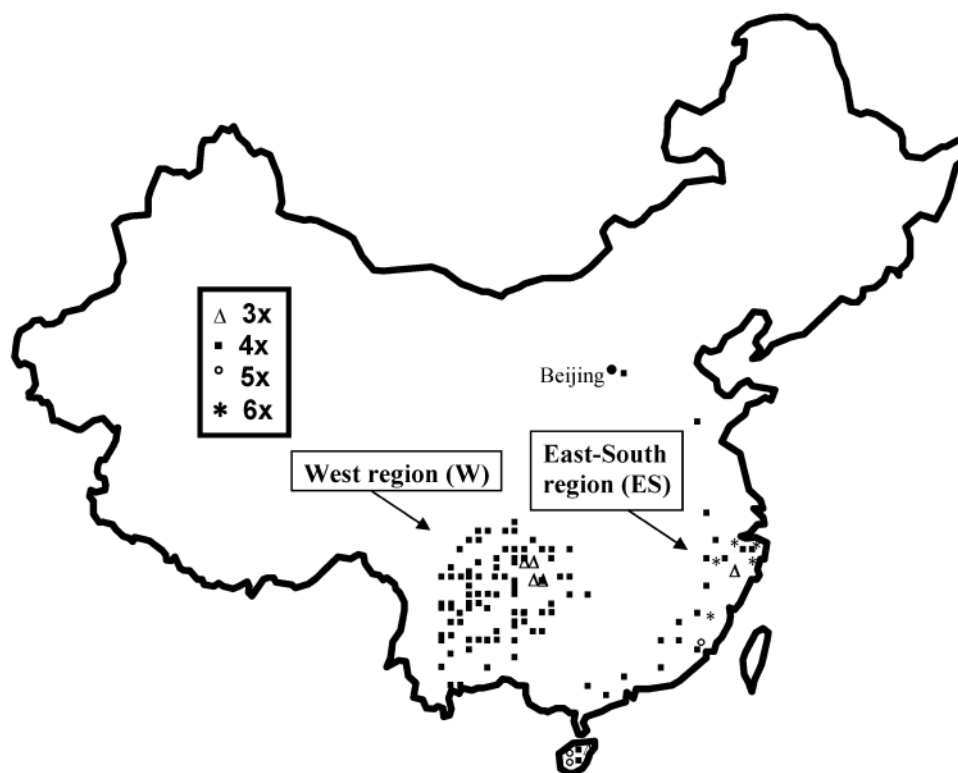 3x
4x
5x
6x
Beijing
West region (W)
East-South
region (ES)